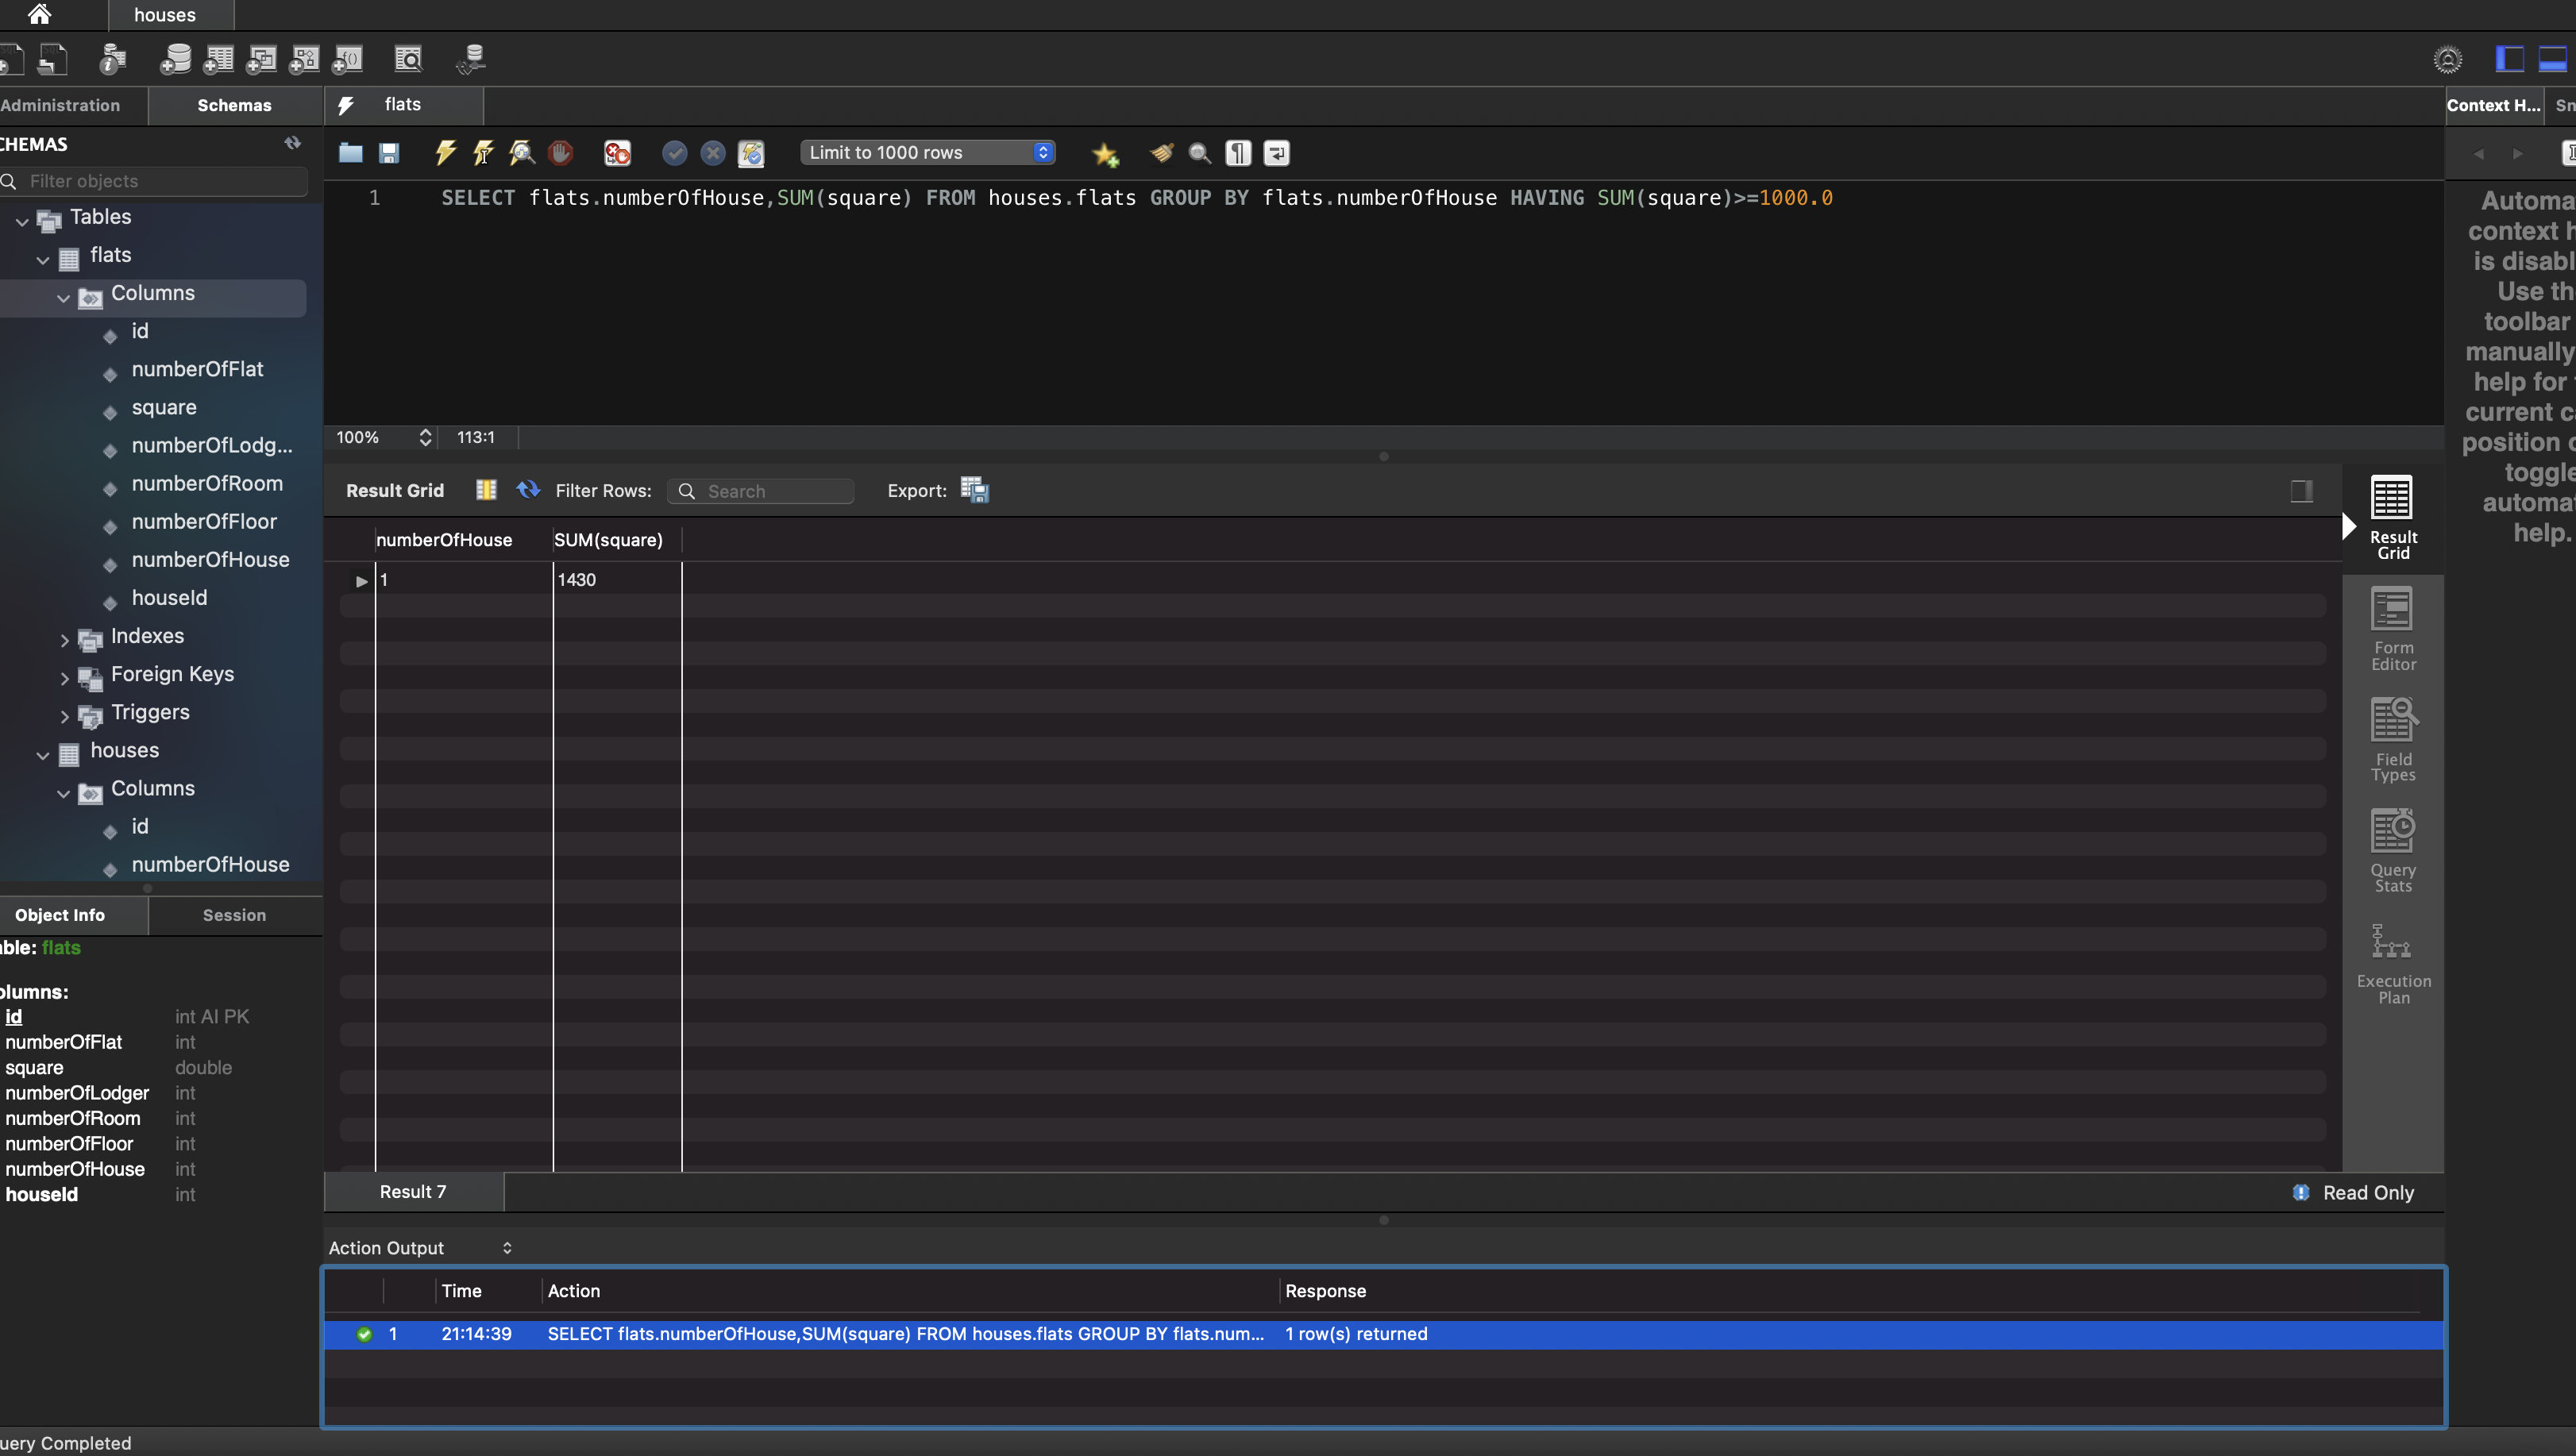 houses
Administration
Schemas
flats
Context H...
Sn
CHEMAS
Filter objects
Limit to 1000 rows
1 SELECT flats.numberOfHouse,SUM(square) FROM houses.flats GROUP BY flats.numberOfHouse HAVING SUM(square)>=1000.0
Tables
flats
Columns
id
numberOfFlat
square
numberOfLodg...
numberOfRoom
numberOfFloor
numberOfHouse
houseId
Indexes
Foreign Keys
Triggers
houses
Columns
id
numberOfHouse
Object Info
Session
able: flats
olumns:
id int AI PK
numberOfFlat int
square double
numberOfLodger int
numberOfRoom int
numberOfFloor int
numberOfHouse int
houseId int
100% 113:1
Result Grid
Filter Rows:
Search
Export:
numberOfHouse SUM(square)
1 1430
Result
Grid
Form
Editor
Field
Types
Query
Stats
Execution
Plan
Result 7
Read Only
Action Output
Time Action Response
1 21:14:39 SELECT flats.numberOfHouse,SUM(square) FROM houses.flats GROUP BY flats.num... 1 row(s) returned
Automa
context h
is disabl
Use th
toolbar
manually
help for
current c
position o
toggle
automat
help.
uery Completed